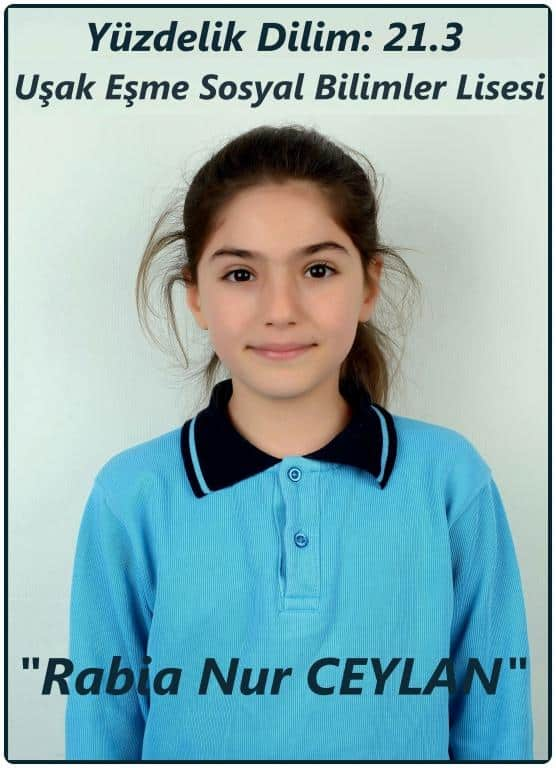 Yüzdelik Dilim: 21.3
Uşak Eşme Sosyal Bilimler Lisesi
"Rabia Nur CEYLAN"